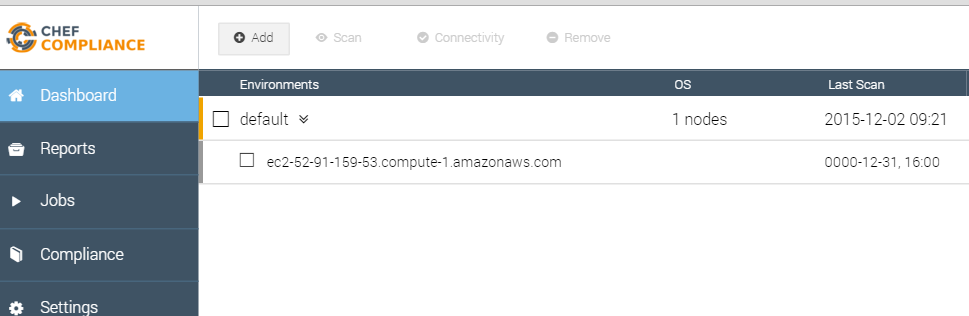 CHEF
COMPLIANCE
Add Scan Connectivity Remove
Dashboard
Reports
Jobs
Compliance
Settings
Environments OS Last Scan
default 1 nodes 2015-12-02 09:21
ec2-52-91-159-53.compute-1.amazonaws.com 0000-12-31, 16:00